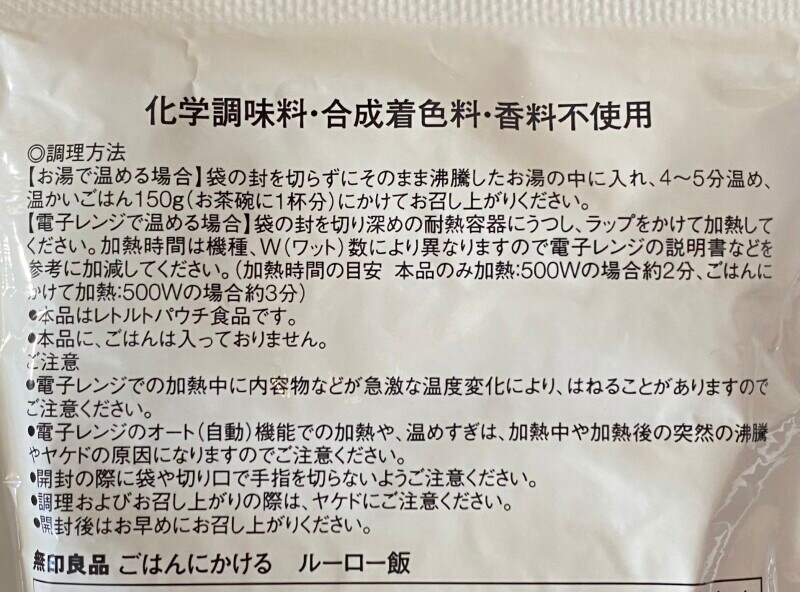 化学調味料・合成着色料・香料不使用
◎調理方法
【お湯で温める場合】袋の封を切らずにそのまま沸騰したお湯の中に入れ、4〜5分温め、
温かいごはん150g(お茶碗に1杯分)にかけてお召し上がりください。
【電子レンジで温める場合】袋の封を切り深めの耐熱容器にうつし、ラップをかけて加熱して
ください。加熱時間は機種、W(ワット)数により異なりますので電子レンジの説明書などを
参考に加減してください。(加熱時間の目安 本品のみ加熱:500Wの場合約2分、ごはんに
かけて加熱:500Wの場合約3分)
●本品はレトルトパウチ食品です。
●本品に、ごはんは入っておりません。
ご注意
●電子レンジでの加熱中に内容物などが急激な温度変化により、はねることがありますので
ご注意ください。
●電子レンジのオート(自動)機能での加熱や、温めすぎは、加熱中や加熱後の突然の沸騰
やヤケドの原因になりますのでご注意ください。
●開封の際に袋や切り口で手指を切らないようご注意ください。
●調理およびお召し上がりの際は、ヤケドにご注意ください。
●開封後はお早めにお召し上がりください。
無印良品 ごはんにかける ルーロー飯